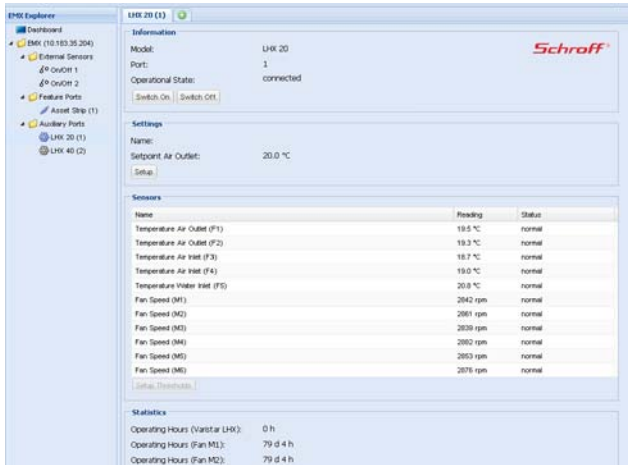 EMX Explorer
Dashboard
EMX (10.183.35.204)
External Sensors
On/Off 1
On/Off 2
Feature Ports
Asset Strip (1)
Auxiliary Ports
LHX 20 (1)
LHX 40 (2)
LHX 20 (1)
Information
Schroff
Model: LHX 20
Port: 1
Operational State: connected
Switch On Switch Off
Settings
Name:
Setpoint Air Outlet: 20.0 °C
Setup
Sensors
Name Reading Status
Temperature Air Outlet (F1) 19.5 °C normal
Temperature Air Outlet (F2) 19.3 °C normal
Temperature Air Inlet (F3) 18.7 °C normal
Temperature Air Inlet (F4) 19.0 °C normal
Temperature Water Inlet (F5) 20.8 °C normal
Fan Speed (M1) 2842 rpm normal
Fan Speed (M2) 2861 rpm normal
Fan Speed (M3) 2839 rpm normal
Fan Speed (M4) 2882 rpm normal
Fan Speed (M5) 2853 rpm normal
Fan Speed (M6) 2876 rpm normal
Setup Thresholds
Statistics
Operating Hours (Varistar LHX): 0 h
Operating Hours (Fan M1): 79 d 4 h
Operating Hours (Fan M2): 79 d 4 h